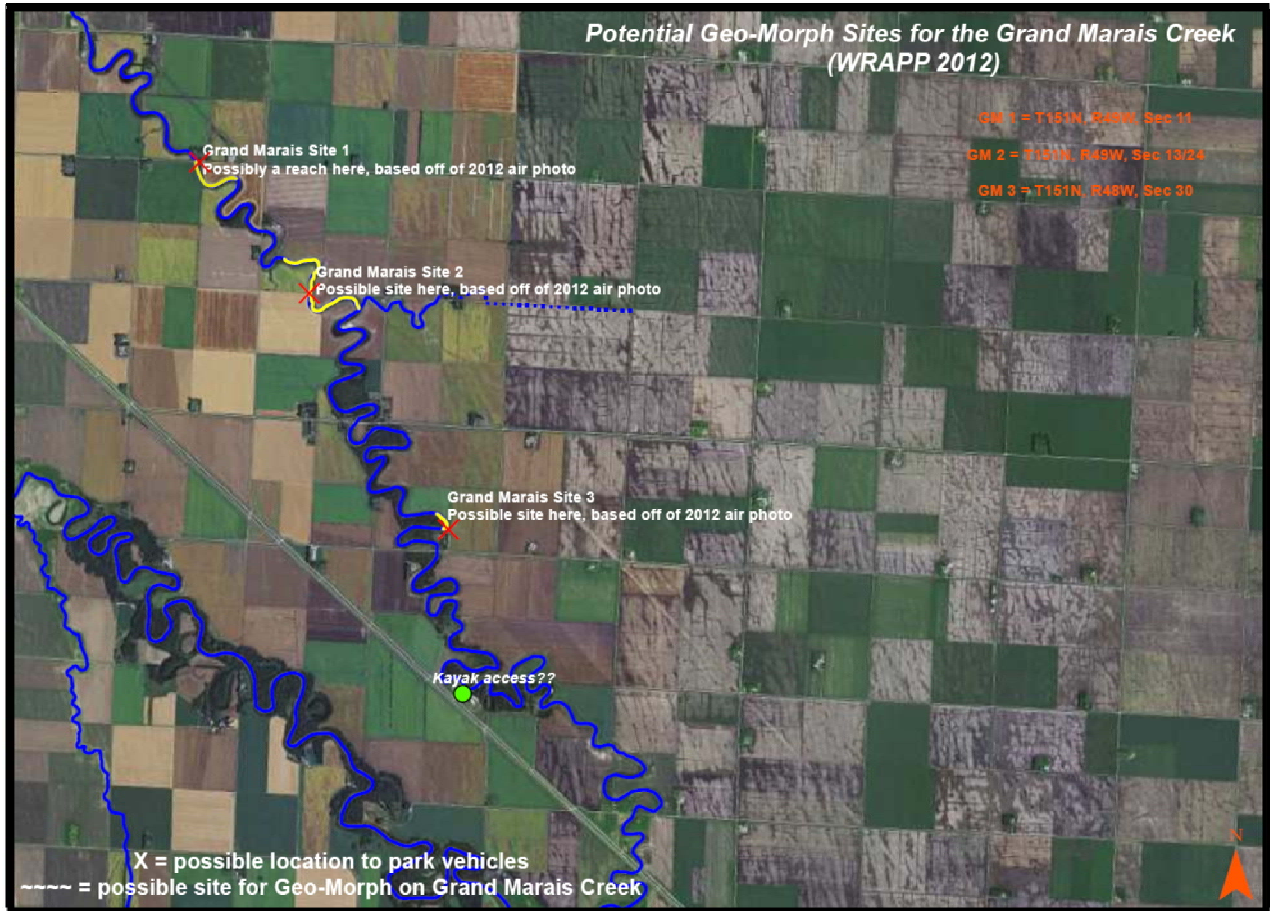 Potential Geo-Morph Sites for the Grand Marais Creek
(WRAPP 2012)
GM 1 = T151N, R49W, Sec 11
GM 2 = T151N, R49W, Sec 13/24
GM 3 = T151N, R48W, Sec 30
Grand Marais Site 1
Possibly a reach here, based off of 2012 air photo
Grand Marais Site 2
Possible site here, based off of 2012 air photo
Grand Marais Site 3
Possible site here, based off of 2012 air photo
Kayak access??
X = possible location to park vehicles
~~~~ = possible site for Geo-Morph on Grand Marais Creek
N